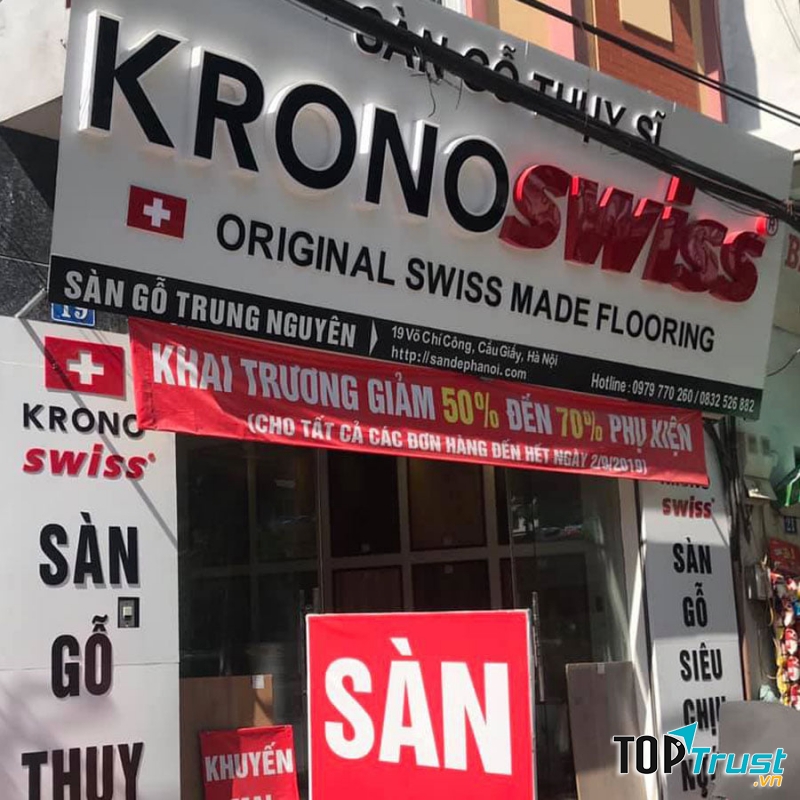 SÀN GỖ THỤY SĨ
KRONOswiss®
ORIGINAL SWISS MADE FLOORING
SÀN GỖ TRUNG NGUYÊN
19 Võ Chí Công, Cầu Giấy, Hà Nội
http://sandephanoi.com
Hotline : 0979 770 260 / 0832 526 882
19
KHAI TRƯƠNG GIẢM 50% ĐẾN 70% PHỤ KIỆN
(CHO TẤT CẢ CÁC ĐƠN HÀNG ĐẾN HẾT NGÀY 2/9/2019)
KRONO
swiss®
SÀN
GỖ
THỤY
KRONO
swiss®
SÀN
GỖ
SIÊU
CHỊU
SÀN
KHUYẾN
TOPTrust.vn